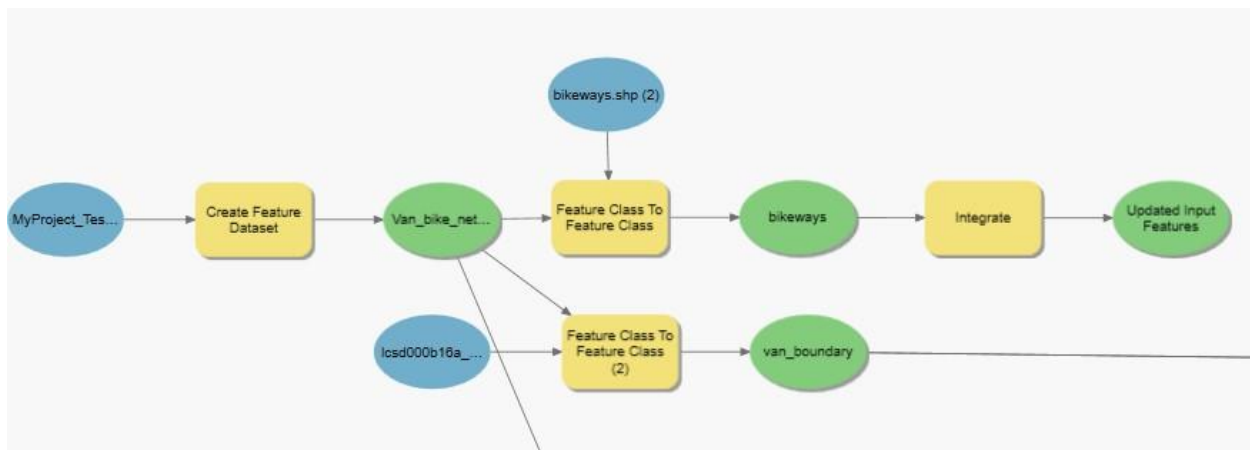 bikeways.shp (2)
MyProject_Tes...
Create Feature
Dataset
Van_bike_net...
Feature Class To
Feature Class
bikeways
Integrate
Updated Input
Features
lcsd000b16a_...
Feature Class To
Feature Class
(2)
van_boundary